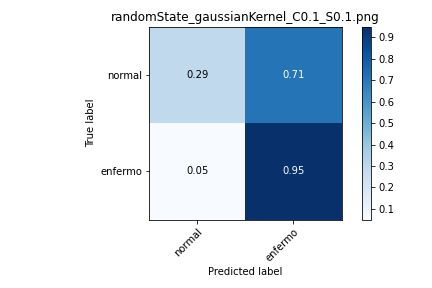 randomState_gaussianKernel_C0.1_S0.1.png
True label
normal
0.29
0.71
enfermo
0.05
0.95
normal
enfermo
Predicted label
0.9
0.8
0.7
0.6
0.5
0.4
0.3
0.2
0.1